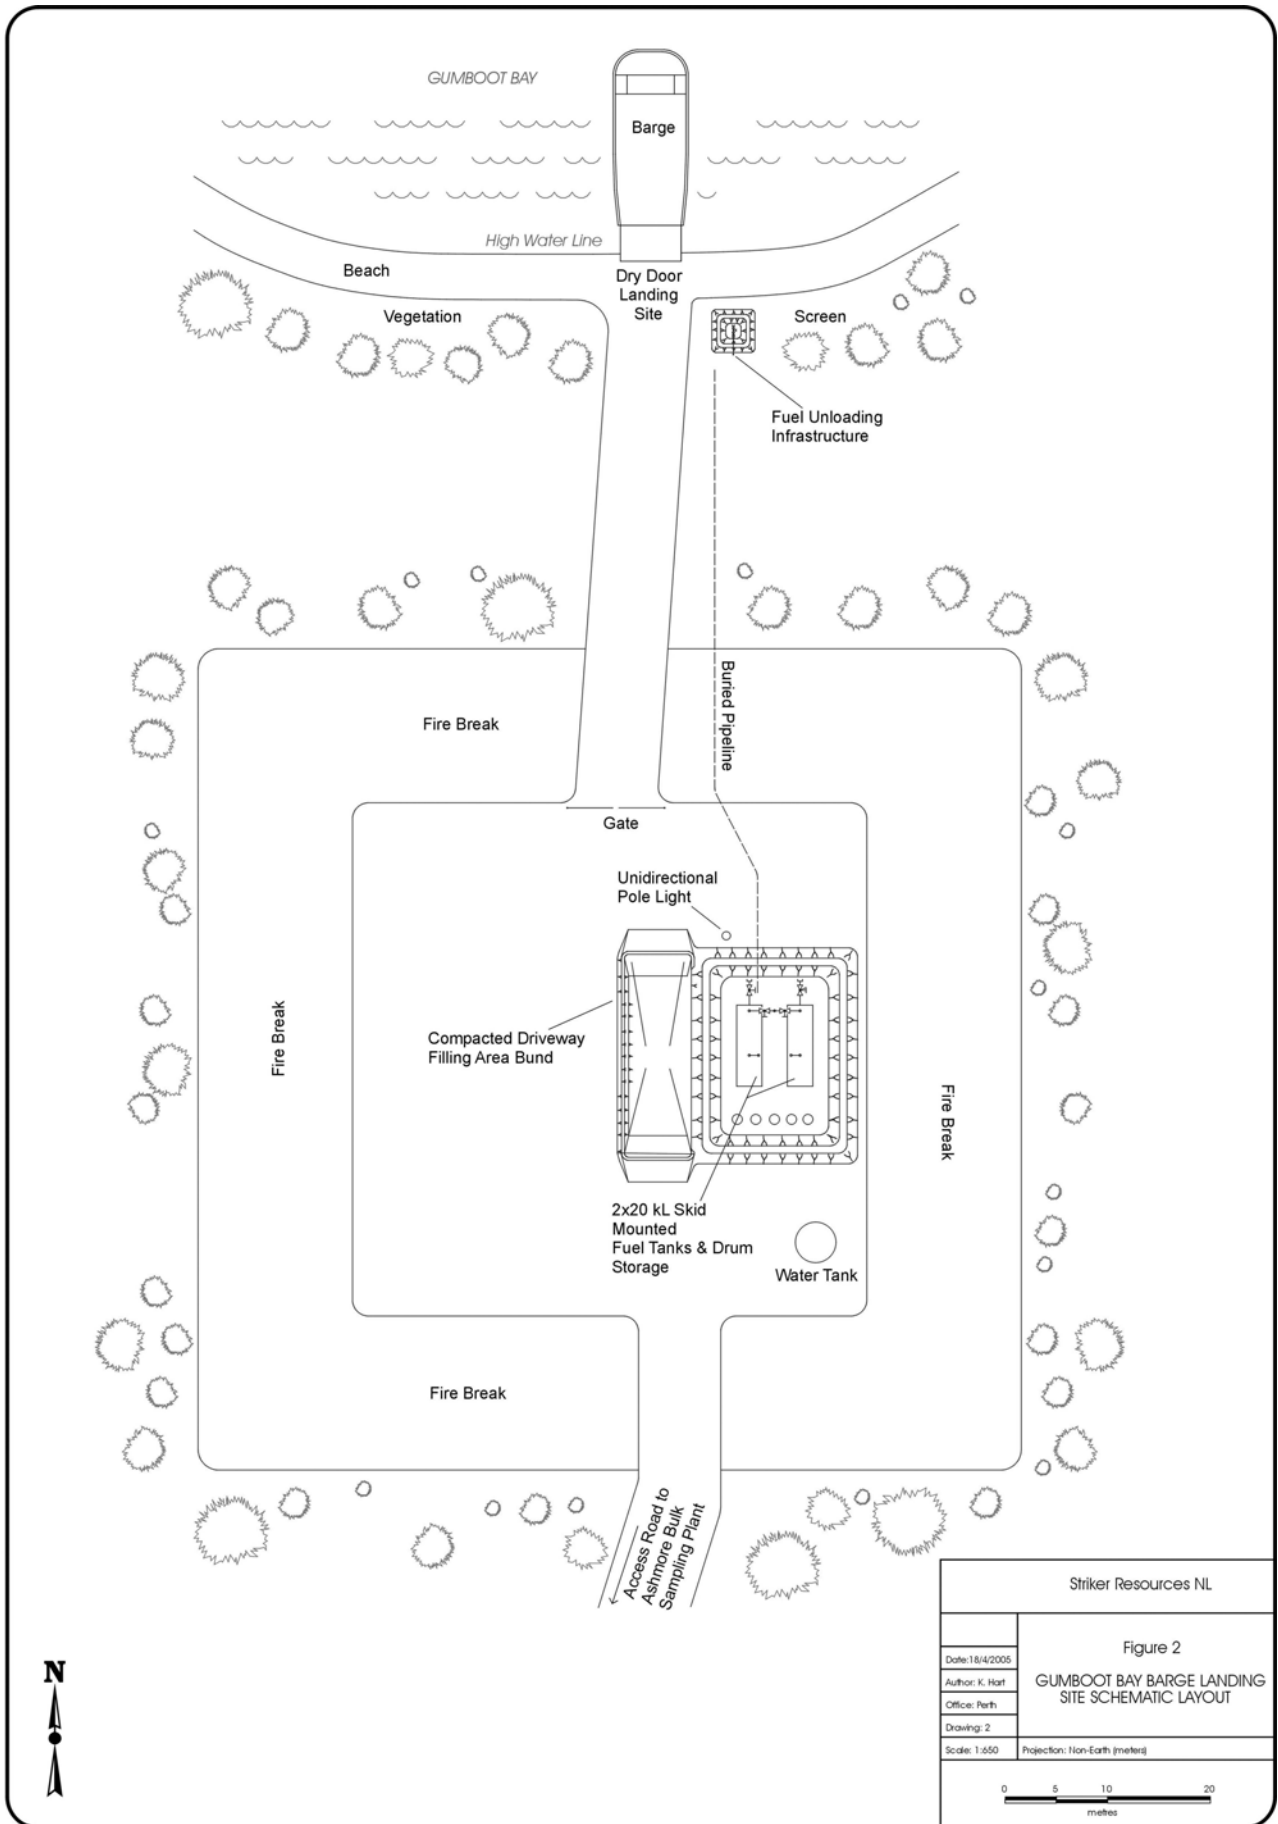 GUMBOOT BAY
Barge
High Water Line
Beach
Dry Door
Landing
Site
Vegetation
Screen
Fuel Unloading
Infrastructure
Buried Pipeline
Fire Break
Gate
Unidirectional
Pole Light
Fire Break
Compacted Driveway
Filling Area Bund
Fire Break
2x20 kL Skid
Mounted
Fuel Tanks & Drum
Storage
Water Tank
Fire Break
Access Road to
Ashmore Bulk
Sampling Plant
N
Striker Resources NL
Figure 2
GUMBOOT BAY BARGE LANDING
SITE SCHEMATIC LAYOUT
Date:18/4/2005
Author: K. Hart
Office: Perth
Drawing: 2
Scale: 1:650
Projection: Non-Earth (meters)
0 5 10 20
metres